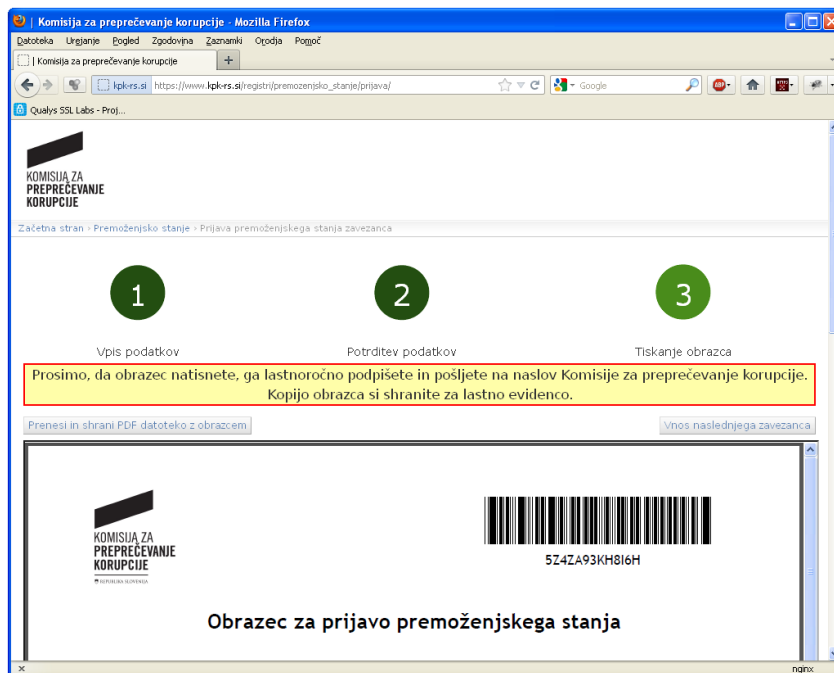 | Komisija za preprečevanje korupcije - Mozilla Firefox
Datoteka Urejanje Pogled Zgodovina Zaznamki Orodja Pomoč
| Komisija za preprečevanje korupcije +
kpk-rs.si https://www.kpk-rs.si/registri/premozenjsko_stanje/prijava/ Google ABP
Qualys SSL Labs - Proj...
KOMISIJA ZA
PREPREČEVANJE
KORUPCIJE
Začetna stran › Premoženjsko stanje › Prijava premoženjskega stanja zavezanca
1 2 3
Vpis podatkov Potrditev podatkov Tiskanje obrazca
Prosimo, da obrazec natisnete, ga lastnoročno podpišete in pošljete na naslov Komisije za preprečevanje korupcije.
Kopijo obrazca si shranite za lastno evidenco.
Prenesi in shrani PDF datoteko z obrazcem Vnos naslednjega zavezanca
KOMISIJA ZA
PREPREČEVANJE
KORUPCIJE
REPUBLIKA SLOVENIJA
5Z4ZA93KH8I6H
Obrazec za prijavo premoženjskega stanja
x nginx